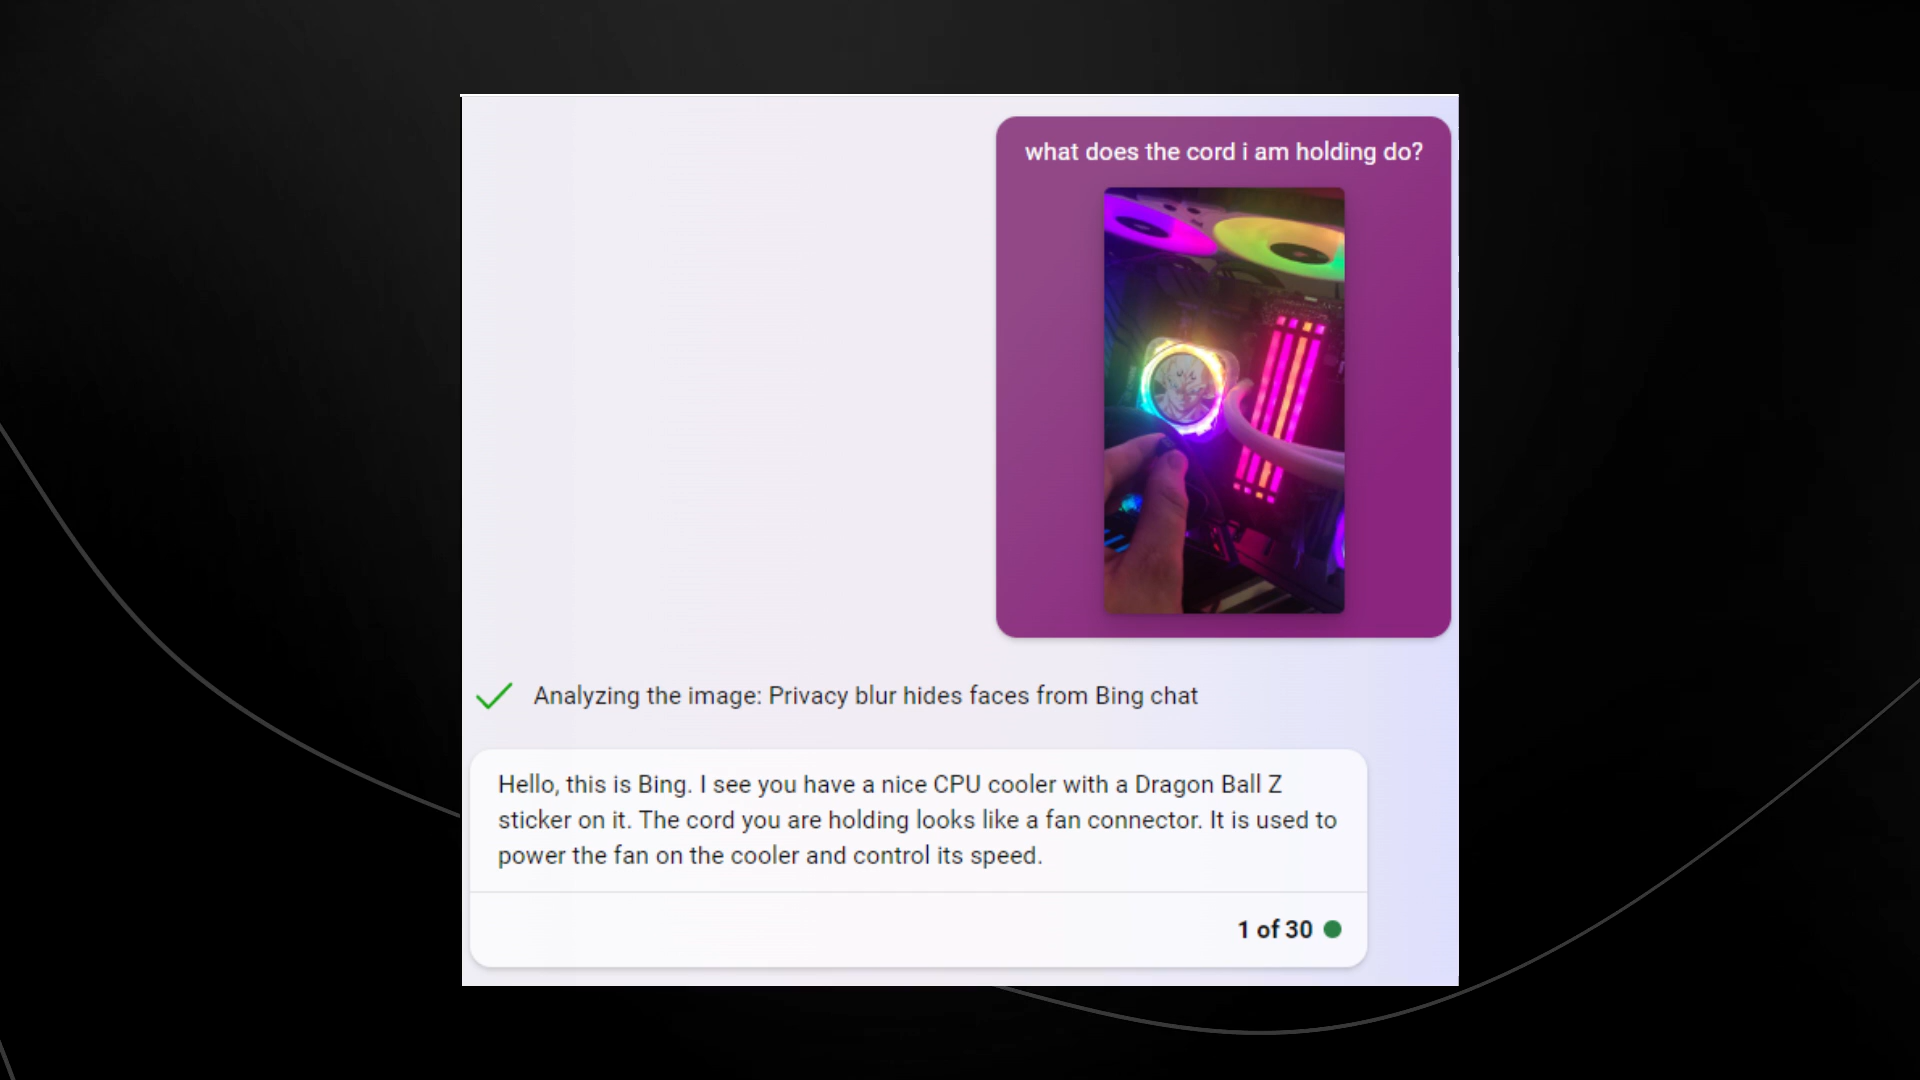 what does the cord i am holding do?
Analyzing the image: Privacy blur hides faces from Bing chat
Hello, this is Bing. I see you have a nice CPU cooler with a Dragon Ball Z
sticker on it. The cord you are holding looks like a fan connector. It is used to
power the fan on the cooler and control its speed.
1 of 30